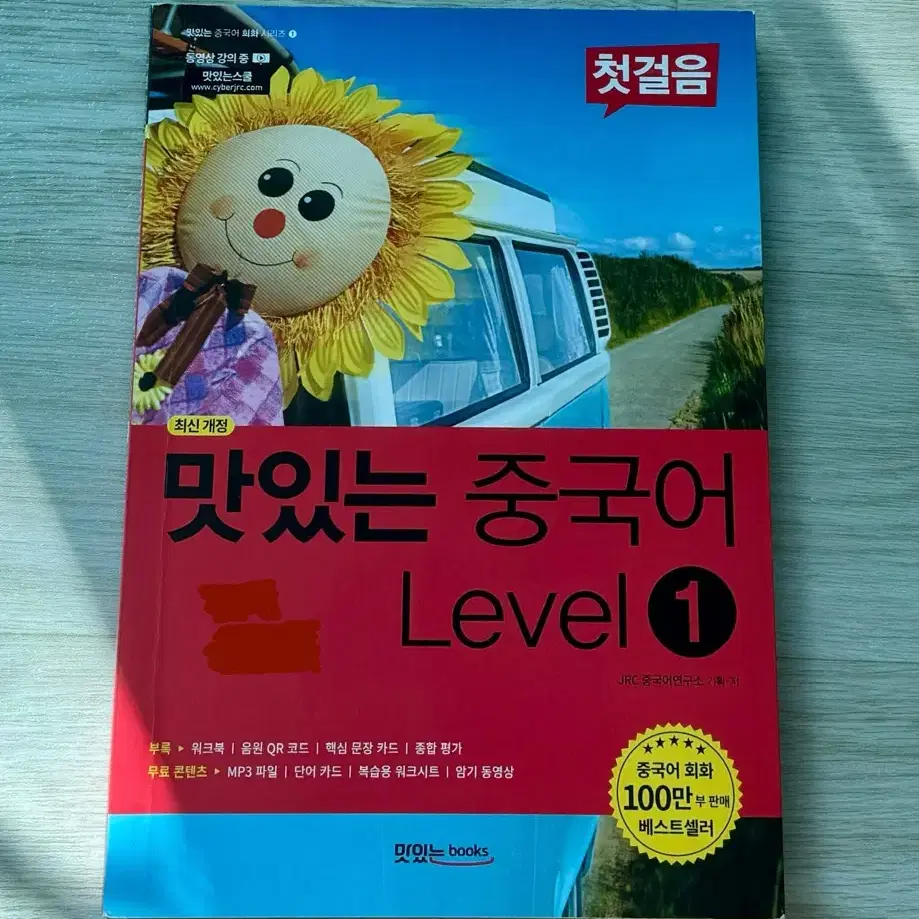 맛있는 중국어 회화 시리즈 1
동영상 강의 중
맛있는스쿨
www.cyberjrc.com
첫걸음
최신 개정
맛있는 중국어
Level 1
JRC 중국어연구소 기획·저
부록 ▶ 워크북 | 음원 QR 코드 | 핵심 문장 카드 | 종합 평가
무료 콘텐츠 ▶ MP3 파일 | 단어 카드 | 복습용 워크시트 | 암기 동영상
중국어 회화
100만 부 판매
베스트셀러
맛있는 books